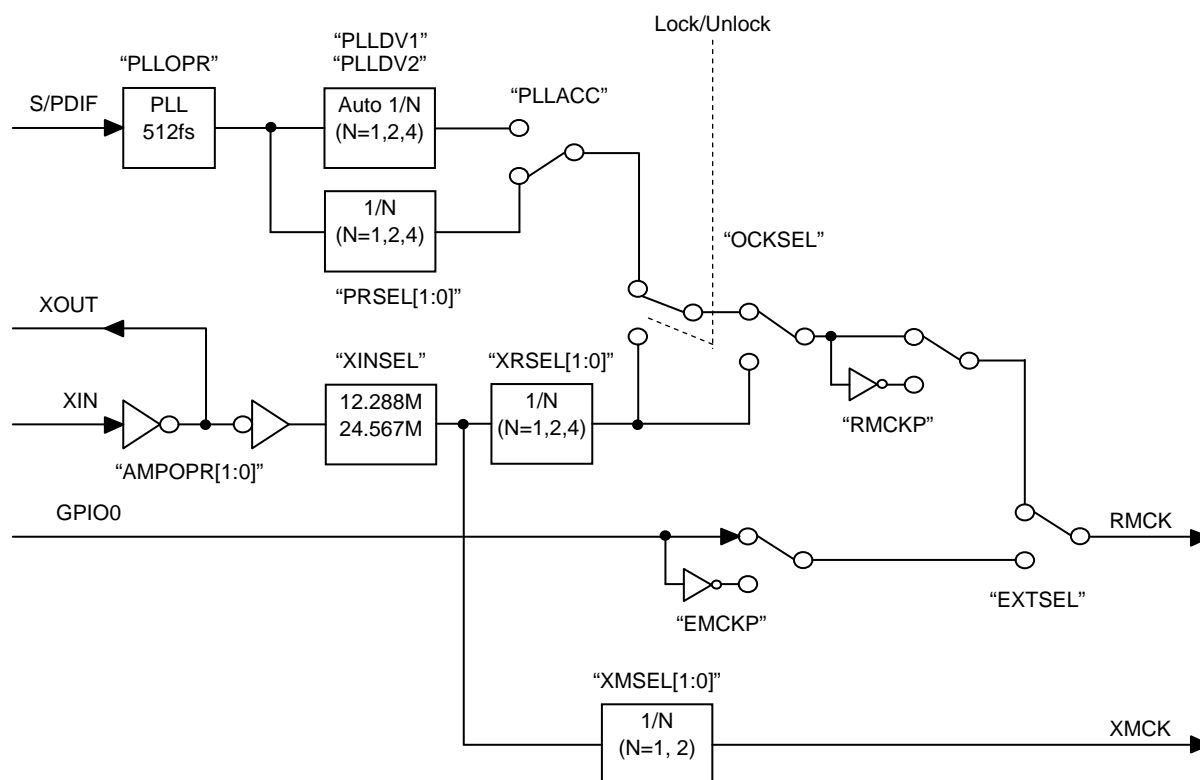 Lock/Unlock
“PLLDV1”
“PLLDV2”
“PLLOPR”
“PLLACC”
S/PDIF
PLL
512fs
Auto 1/N
(N=1,2,4)
1/N
(N=1,2,4)
“OCKSEL”
“PRSEL[1:0]”
XOUT
“XINSEL”
“XRSEL[1:0]”
XIN
12.288M
24.567M
1/N
(N=1,2,4)
“RMCKP”
“AMPOPR[1:0]”
GPIO0
RMCK
“EXTSEL”
“EMCKP”
“XMSEL[1:0]”
1/N
(N=1, 2)
XMCK